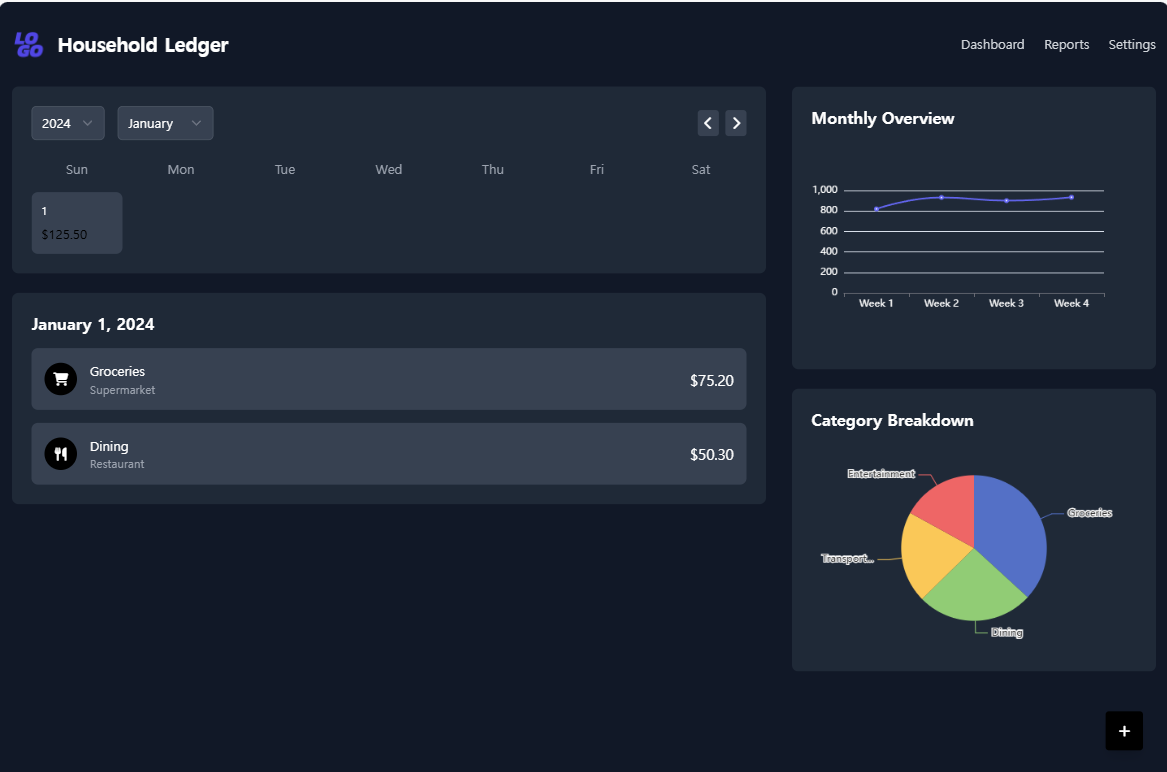 LO
GO
Household Ledger
Dashboard Reports Settings
2024 January
Sun Mon Tue Wed Thu Fri Sat
1
$125.50
January 1, 2024
Groceries
Supermarket
$75.20
Dining
Restaurant
$50.30
Monthly Overview
1,000
800
600
400
200
0
Week 1 Week 2 Week 3 Week 4
Category Breakdown
Entertainment
Groceries
Transport...
Dining
+